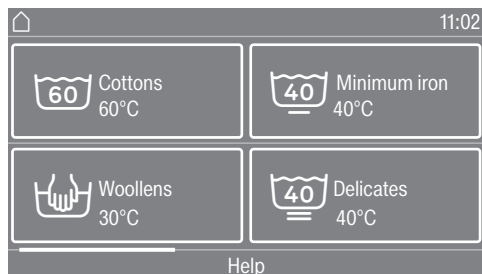 11:02
60
Cottons
60°C
40
Minimum iron
40°C
Woollens
30°C
40
Delicates
40°C
Help